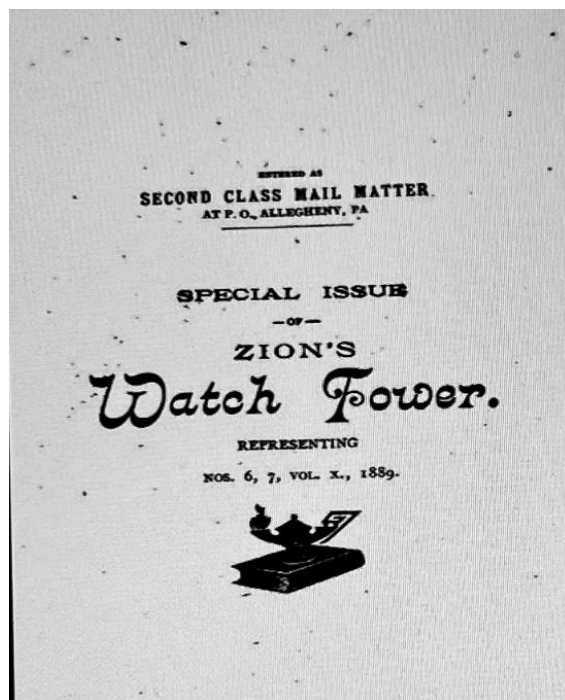 ENTERED AS
SECOND CLASS MAIL MATTER
AT P. O., ALLEGHENY, PA
SPECIAL ISSUE
—OF—
ZION'S
Watch Tower.
REPRESENTING
NOS. 6, 7, VOL. X., 1889.